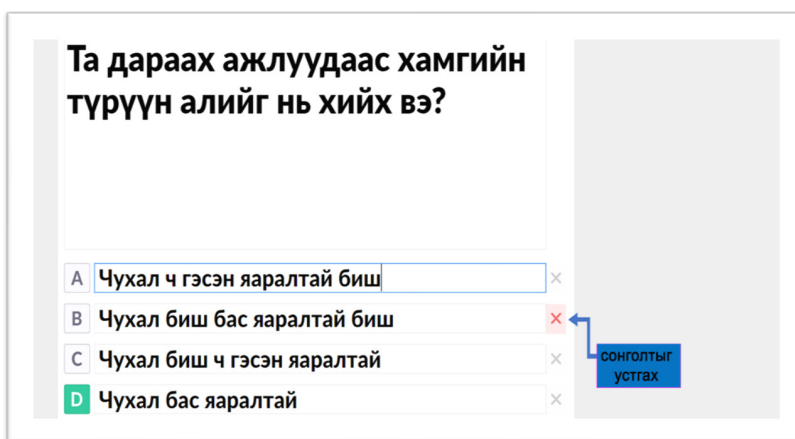 Та дараах ажлуудаас хамгийн
түрүүн алийг нь хийх вэ?
A Чухал ч гэсэн яаралтай биш
B Чухал биш бас яаралтай биш
C Чухал биш ч гэсэн яаралтай
D Чухал бас яаралтай
сонголтыг
устгах